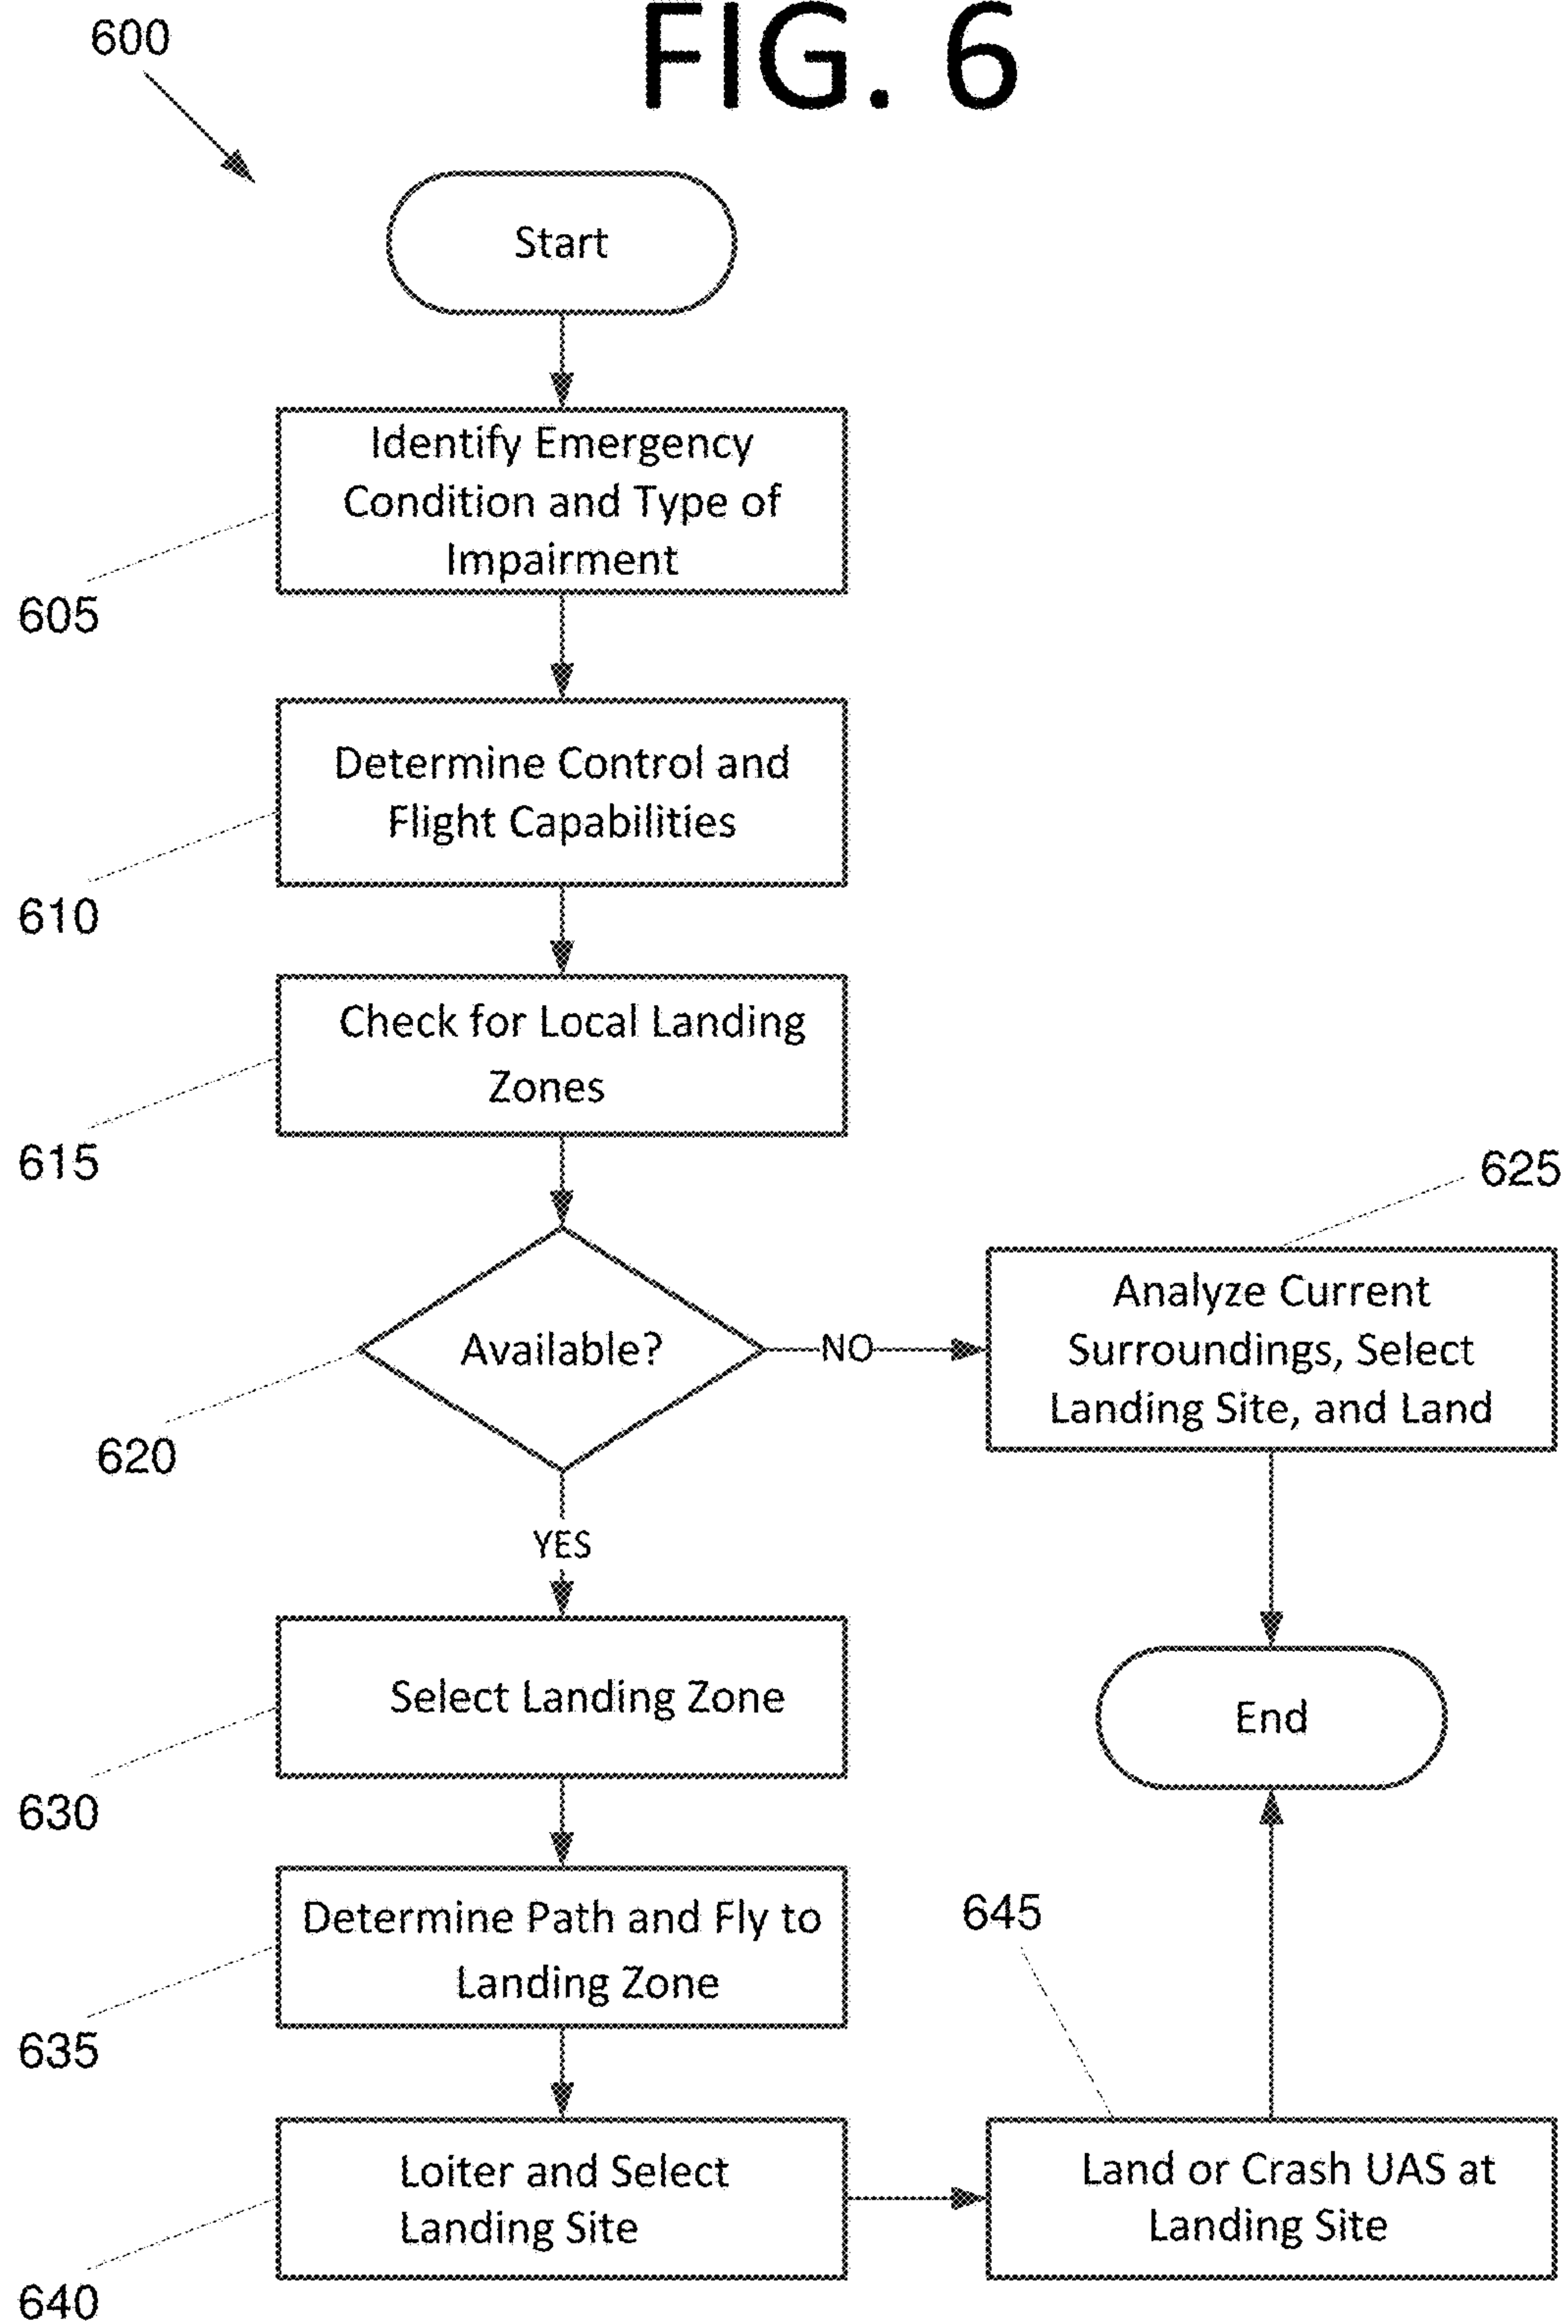 FIG. 6
600
Start
Identify Emergency
Condition and Type of
Impairment
605
Determine Control and
Flight Capabilities
610
Check for Local Landing
Zones
615
625
Available?
NO
Analyze Current
Surroundings, Select
Landing Site, and Land
620
YES
Select Landing Zone
End
630
Determine Path and Fly to
Landing Zone
645
635
Loiter and Select
Landing Site
Land or Crash UAS at
Landing Site
640